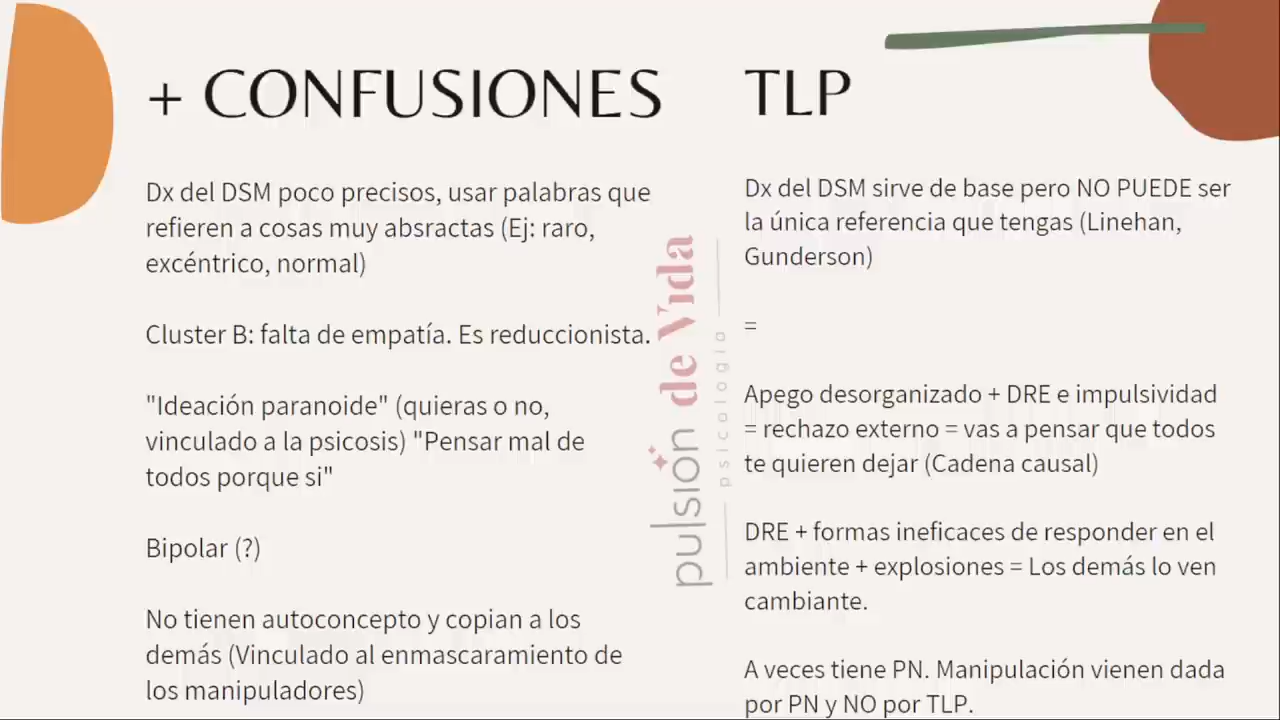 + CONFUSIONES
Dx del DSM poco precisos, usar palabras que
refieren a cosas muy absractas (Ej: raro,
excéntrico, normal)
Cluster B: falta de empatía. Es reduccionista.
"Ideación paranoide" (quieras o no,
vinculado a la psicosis) "Pensar mal de
todos porque si"
Bipolar (?)
No tienen autoconcepto y copian a los
demás (Vinculado al enmascaramiento de
los manipuladores)
pulsión de Vida
psicología
TLP
Dx del DSM sirve de base pero NO PUEDE ser
la única referencia que tengas (Linehan,
Gunderson)
=
Apego desorganizado + DRE e impulsividad
= rechazo externo = vas a pensar que todos
te quieren dejar (Cadena causal)
DRE + formas ineficaces de responder en el
ambiente + explosiones = Los demás lo ven
cambiante.
A veces tiene PN. Manipulación vienen dada
por PN y NO por TLP.